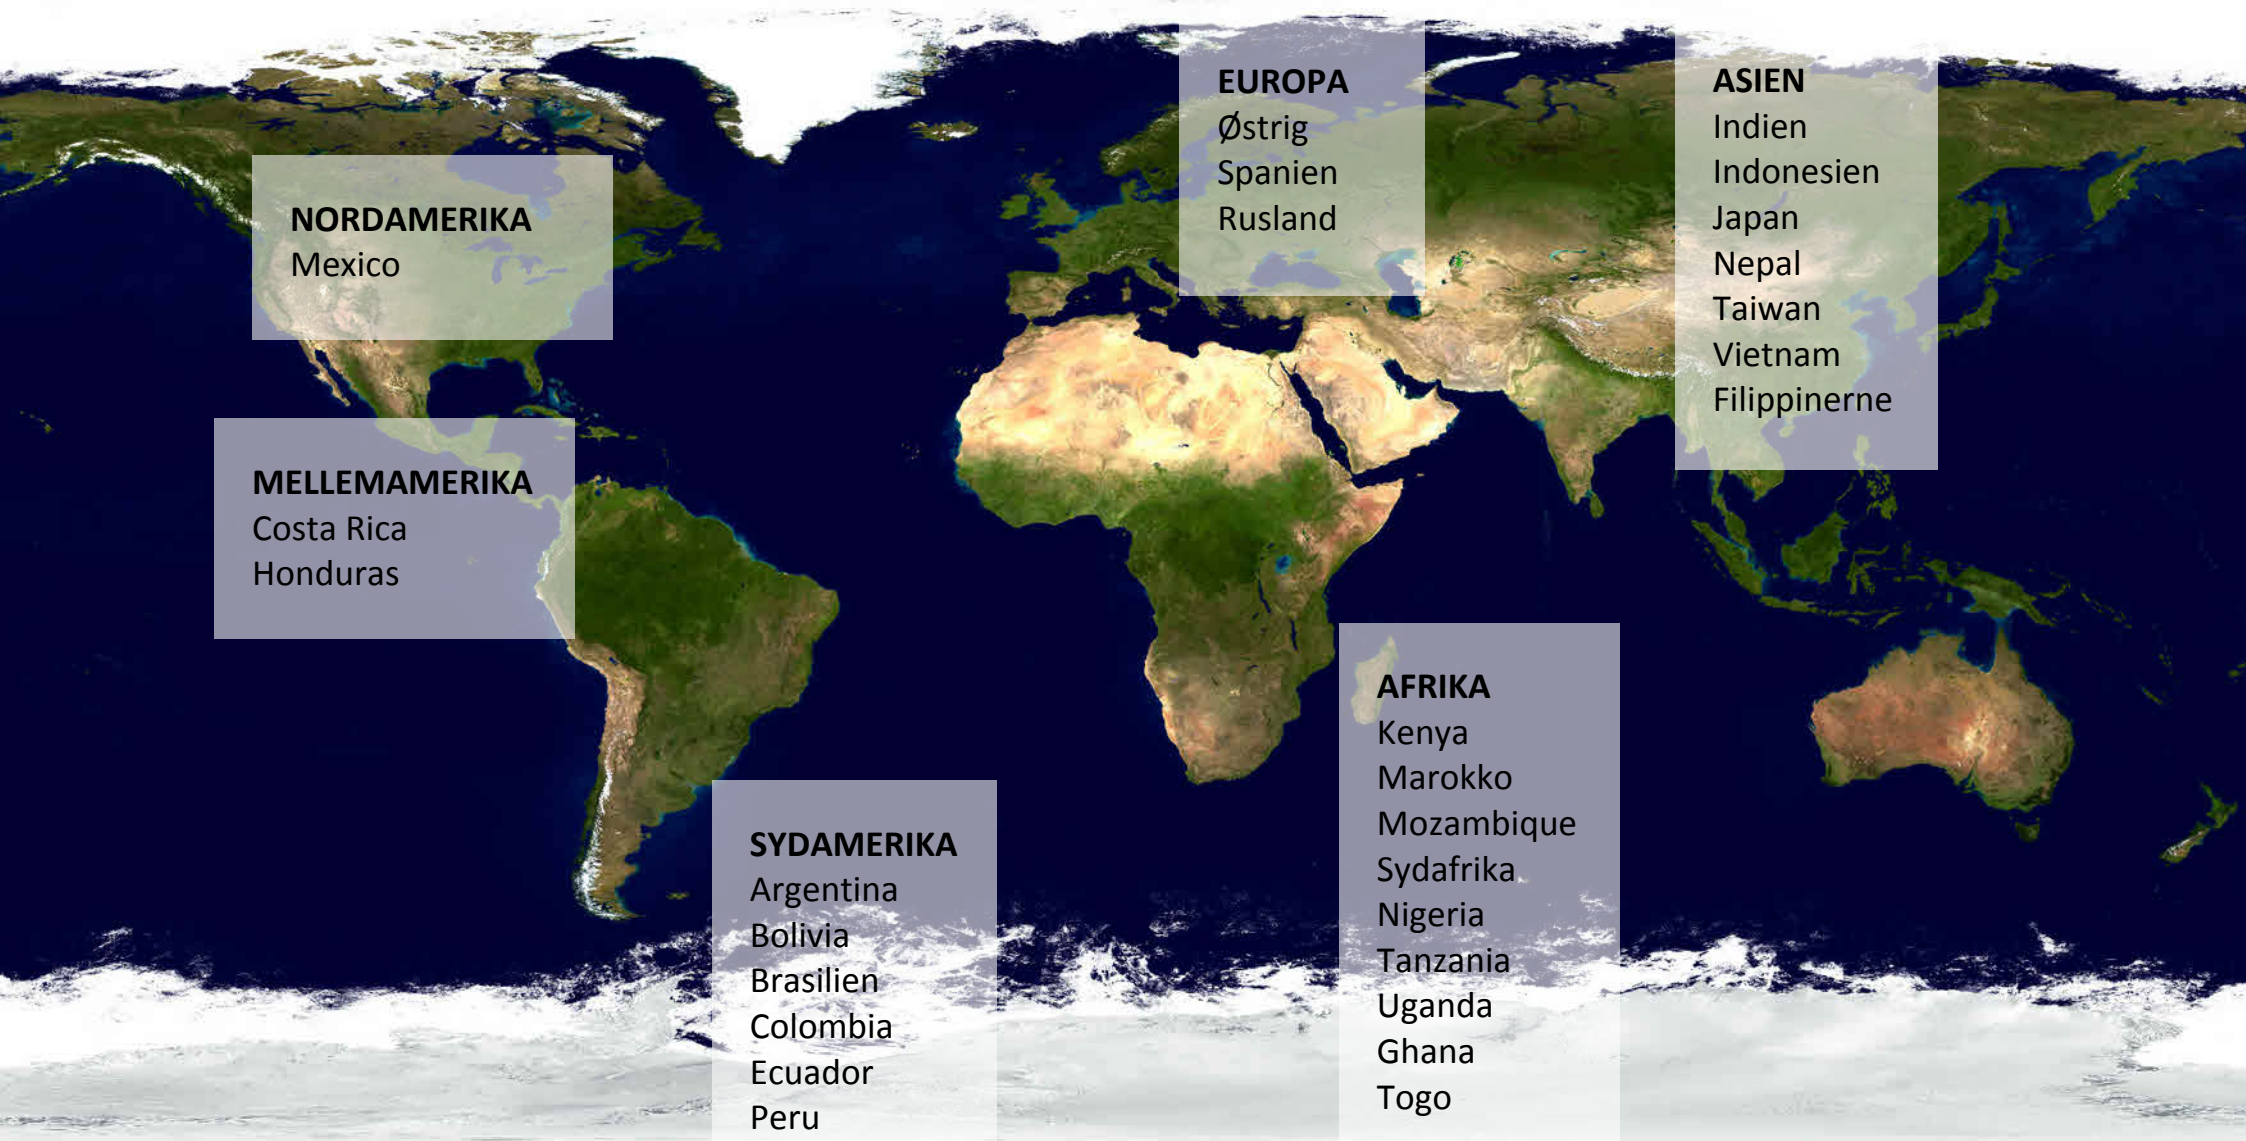 NORDAMERIKA
Mexico
MELLEMAMERIKA
Costa Rica
Honduras
SYDAMERIKA
Argentina
Bolivia
Brasilien
Colombia
Ecuador
Peru
EUROPA
Østrig
Spanien
Rusland
AFRIKA
Kenya
Marokko
Mozambique
Sydafrika
Nigeria
Tanzania
Uganda
Ghana
Togo
ASIEN
Indien
Indonesien
Japan
Nepal
Taiwan
Vietnam
Filippinerne